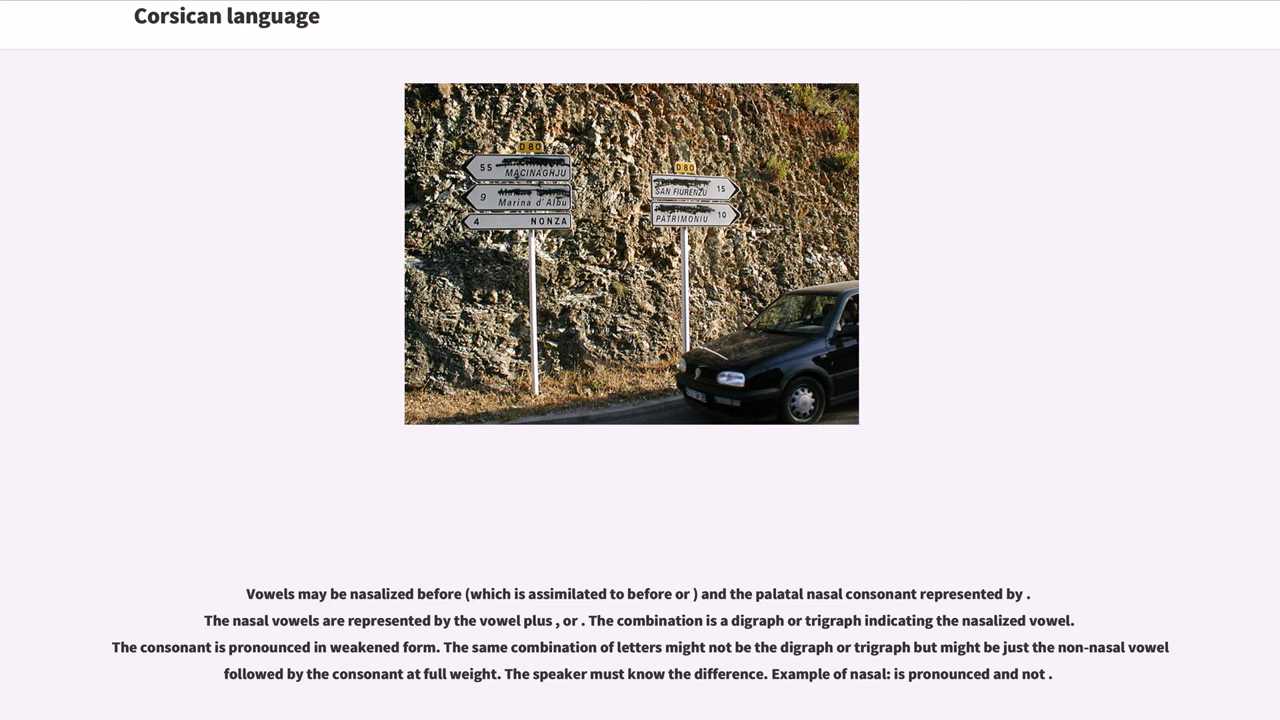 Corsican language
D 80
55 MACINAGHJU
9 Marina d'Albu
4 NONZA
D 80
SAN FIURENZU 15
PATRIMONIU 10
Vowels may be nasalized before (which is assimilated to before or ) and the palatal nasal consonant represented by .
The nasal vowels are represented by the vowel plus , or . The combination is a digraph or trigraph indicating the nasalized vowel.
The consonant is pronounced in weakened form. The same combination of letters might not be the digraph or trigraph but might be just the non-nasal vowel
followed by the consonant at full weight. The speaker must know the difference. Example of nasal: is pronounced and not .